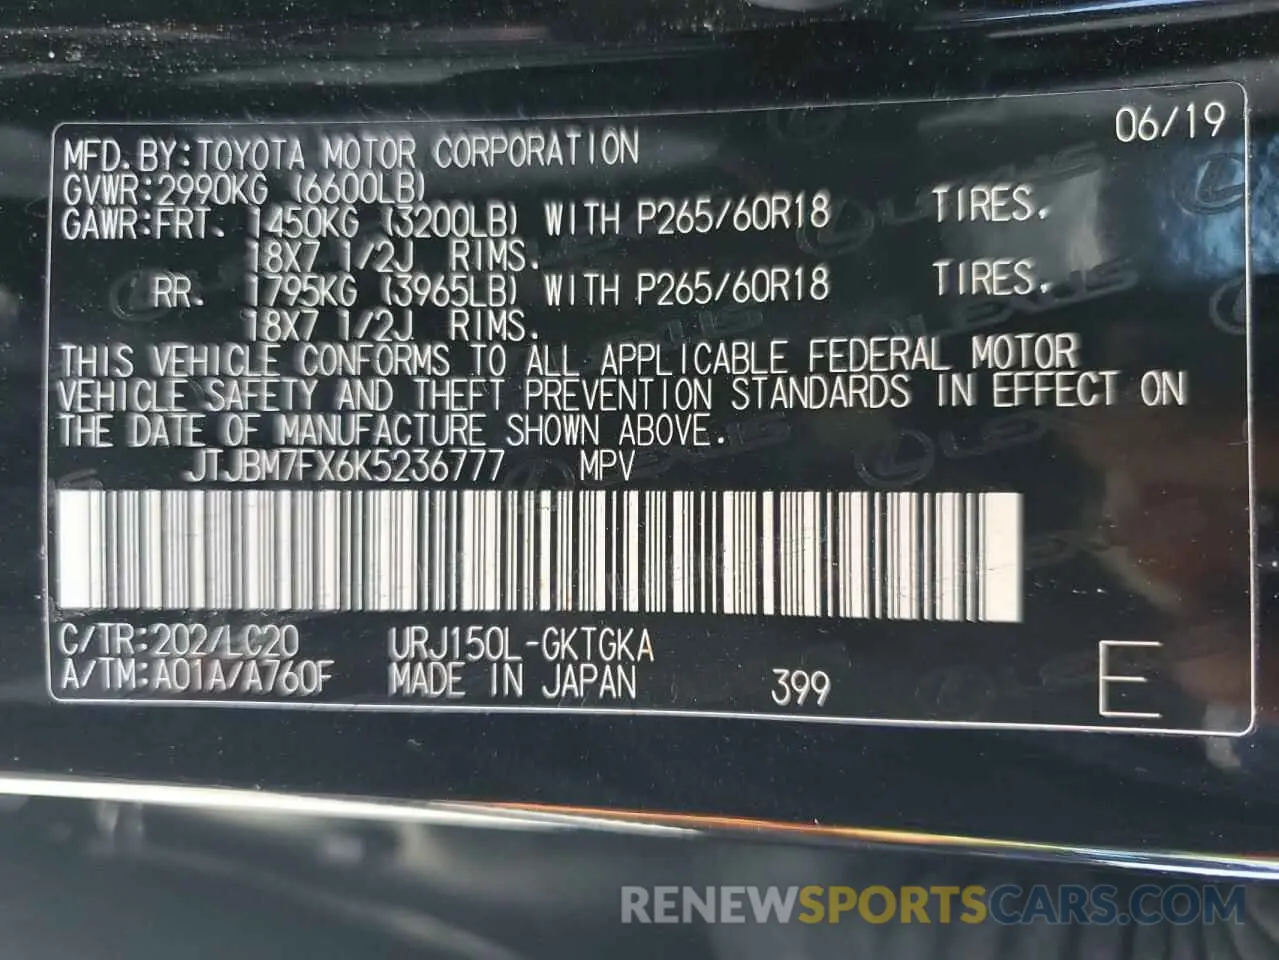 06/19
MFD.BY:TOYOTA MOTOR CORPORATION
GVWR:2990KG (6600LB)
GAWR:FRT. 1450KG (3200LB) WITH P265/60R18 TIRES.
18X7 1/2J RIMS.
RR. 1795KG (3965LB) WITH P265/60R18 TIRES.
18X7 1/2J RIMS.
THIS VEHICLE CONFORMS TO ALL APPLICABLE FEDERAL MOTOR
VEHICLE SAFETY AND THEFT PREVENTION STANDARDS IN EFFECT ON
THE DATE OF MANUFACTURE SHOWN ABOVE.
JTJBM7FX6K5236777 MPV
C/TR:202/LC20 URJ150L-GKTGKA
A/TM:A01A/A760F MADE IN JAPAN 399 E
RENEWSPORTSCARS.COM